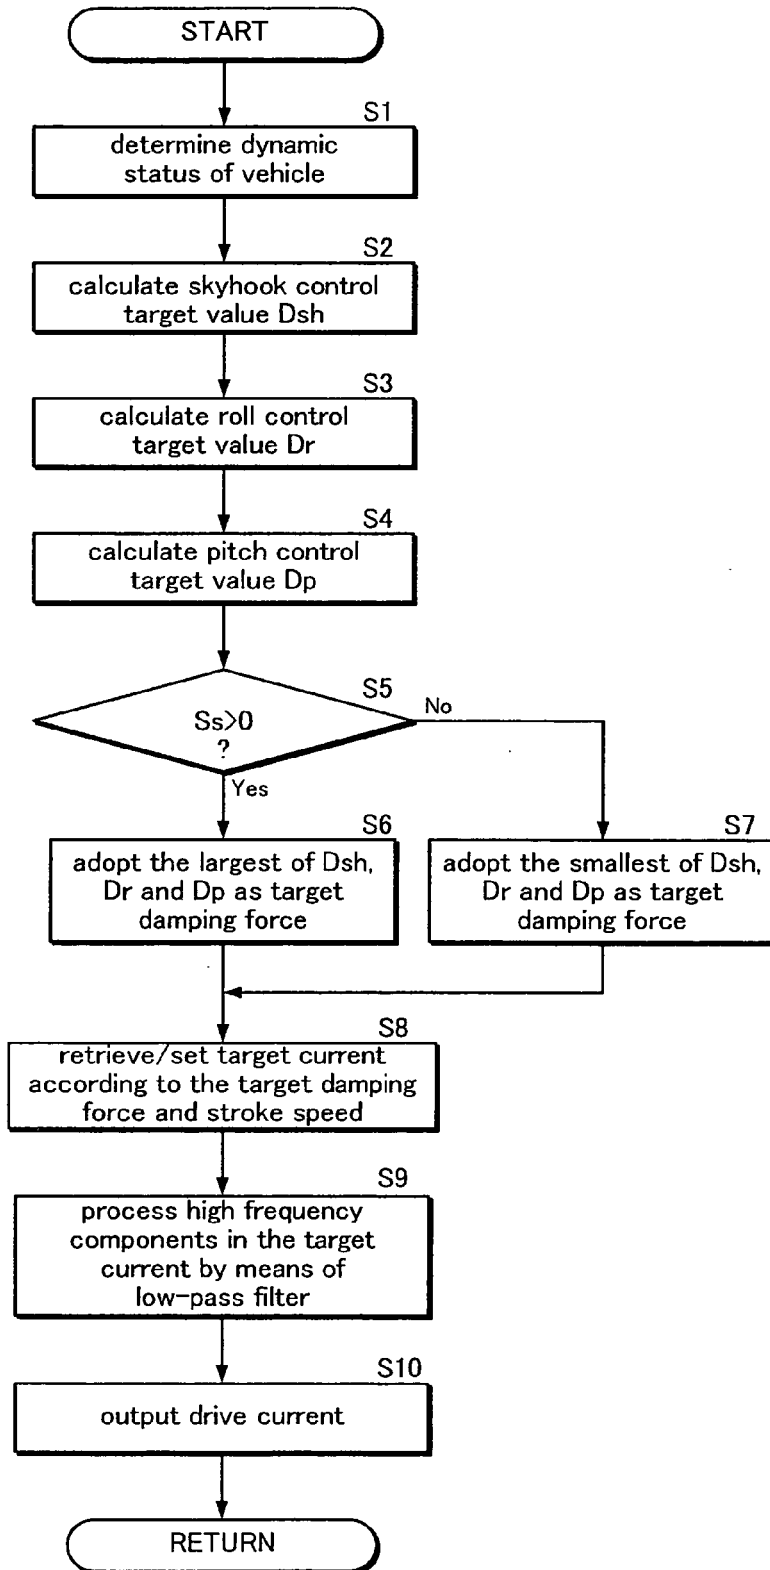 START
S1
determine dynamic
status of vehicle
S2
calculate skyhook control
target value Dsh
S3
calculate roll control
target value Dr
S4
calculate pitch control
target value Dp
S5
Ss>0
?
No
Yes
S6
adopt the largest of Dsh,
Dr and Dp as target
damping force
S7
adopt the smallest of Dsh,
Dr and Dp as target
damping force
S8
retrieve/set target current
according to the target damping
force and stroke speed
S9
process high frequency
components in the target
current by means of
low-pass filter
S10
output drive current
RETURN